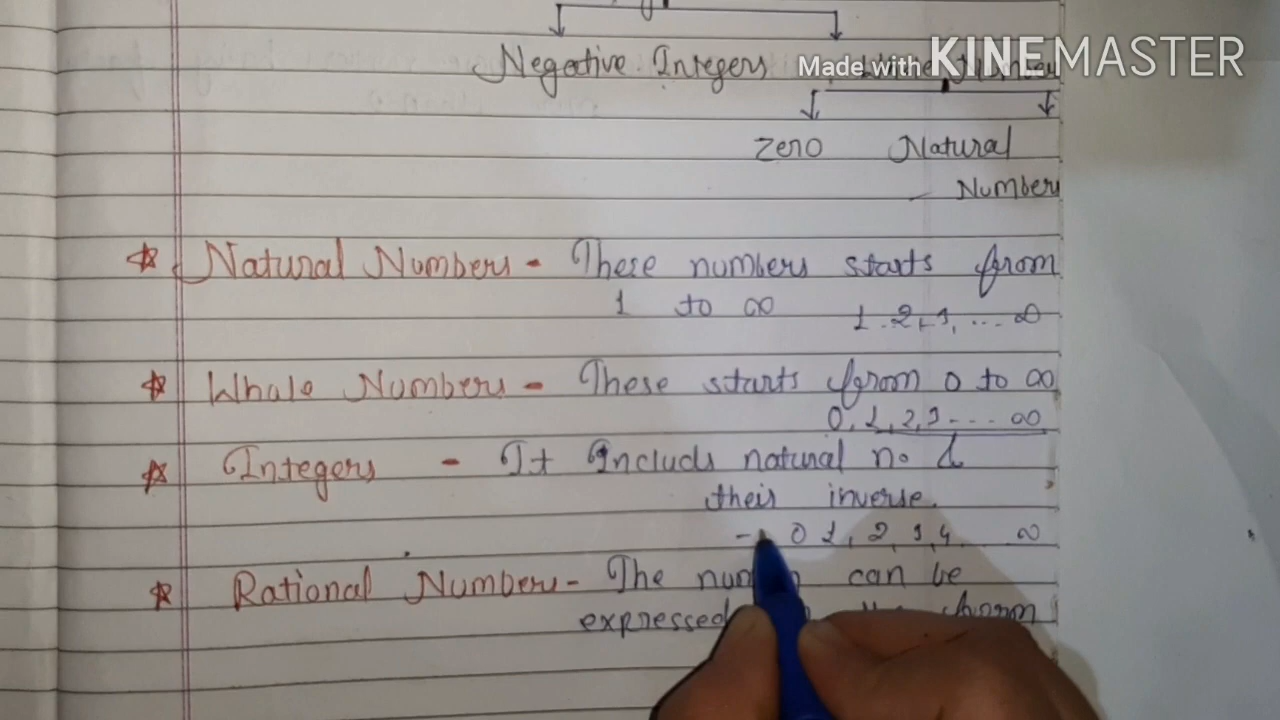 Negative Integers
Made with KINEMASTER
Zero Natural
Numbers
Natural Numbers - These numbers starts from
1 to ∞ 1, 2, 3, ... ∞
Whole Numbers - These starts from 0 to ∞
0, 1, 2, 3 - - - ∞
Integers - It Includs natural no &
their inverse.
- 0 1, 2, 3, 4 ∞
Rational Numbers - The can be
expressed